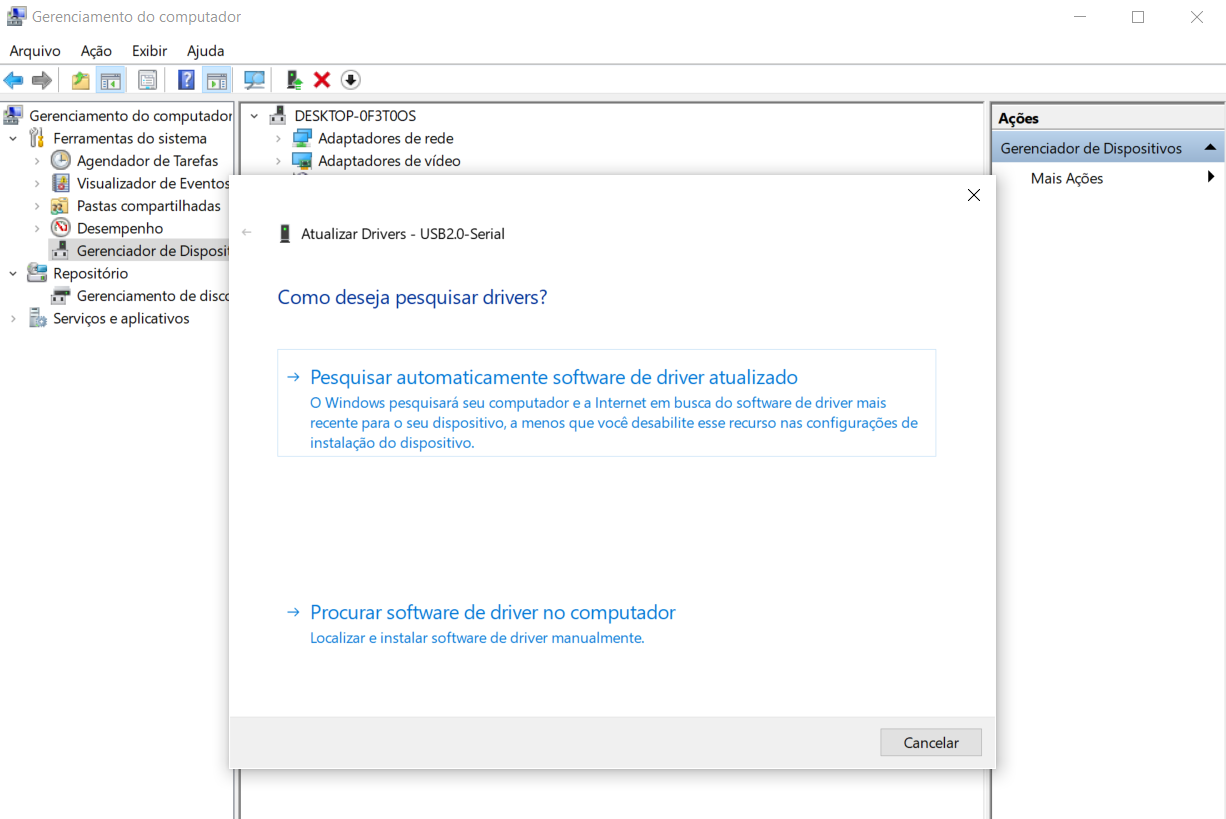 Gerenciamento do computador
Arquivo Ação Exibir Ajuda
Gerenciamento do computador
Ferramentas do sistema
Agendador de Tarefas
Visualizador de Eventos
Pastas compartilhadas
Desempenho
Gerenciador de Disposit
Repositório
Gerenciamento de disco
Serviços e aplicativos
DESKTOP-0F3T0OS
Adaptadores de rede
Adaptadores de vídeo
Ações
Gerenciador de Dispositivos
Mais Ações
Atualizar Drivers - USB2.0-Serial
Como deseja pesquisar drivers?
Pesquisar automaticamente software de driver atualizado
O Windows pesquisará seu computador e a Internet em busca do software de driver mais
recente para o seu dispositivo, a menos que você desabilite esse recurso nas configurações de
instalação do dispositivo.
Procurar software de driver no computador
Localizar e instalar software de driver manualmente.
Cancelar